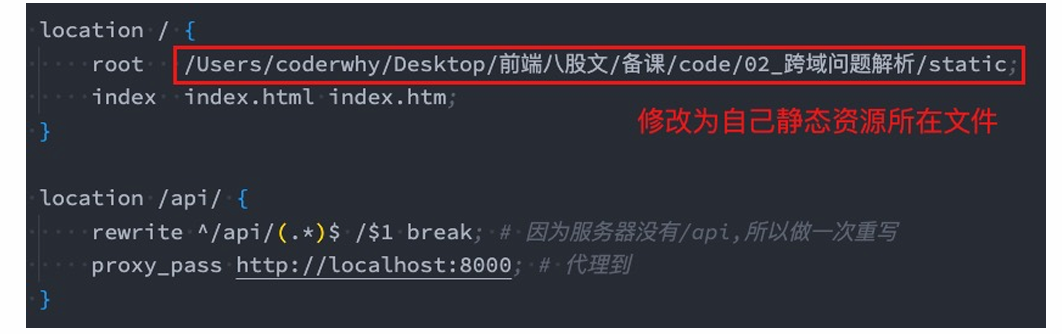 location / {
root /Users/coderwhy/Desktop/前端八股文/备课/code/02_跨域问题解析/static;
index index.html index.htm;
修改为自己静态资源所在文件
}
location /api/ {
rewrite ^/api/(.*)$ /$1 break; # 因为服务器没有/api,所以做一次重写
proxy_pass http://localhost:8000; # 代理到
}